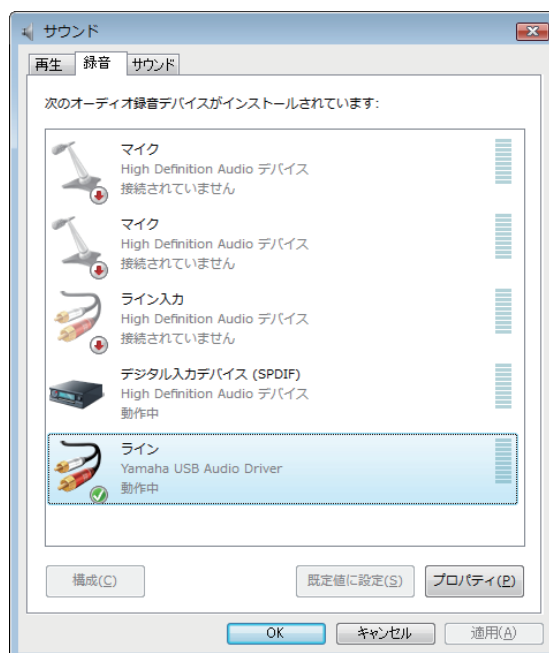 サウンド
再生 録音 サウンド
次のオーディオ録音デバイスがインストールされています:
マイク
High Definition Audio デバイス
接続されていません
マイク
High Definition Audio デバイス
接続されていません
ライン入力
High Definition Audio デバイス
接続されていません
デジタル入力デバイス (SPDIF)
High Definition Audio デバイス
動作中
ライン
Yamaha USB Audio Driver
動作中
構成(C) 既定値に設定(S) プロパティ(P)
OK キャンセル 適用(A)